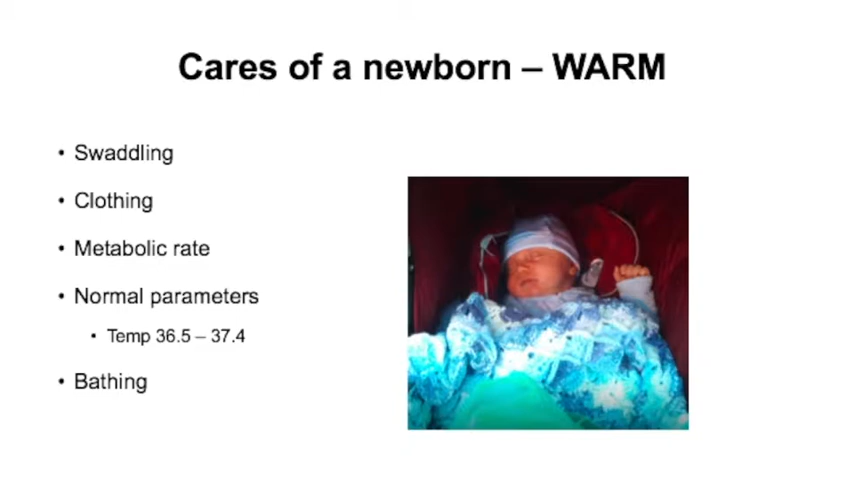 Cares of a newborn – WARM
• Swaddling
• Clothing
• Metabolic rate
• Normal parameters
• Temp 36.5 – 37.4
• Bathing